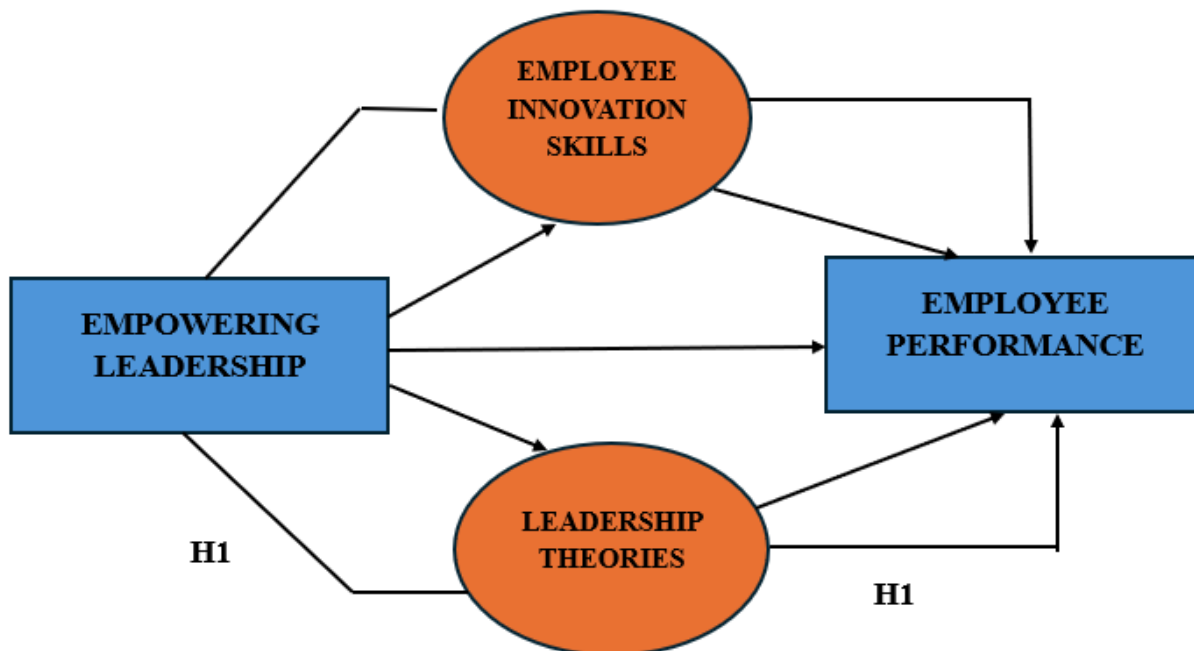 EMPLOYEE
INNOVATION
SKILLS
EMPOWERING
LEADERSHIP
EMPLOYEE
PERFORMANCE
LEADERSHIP
THEORIES
H1
H1